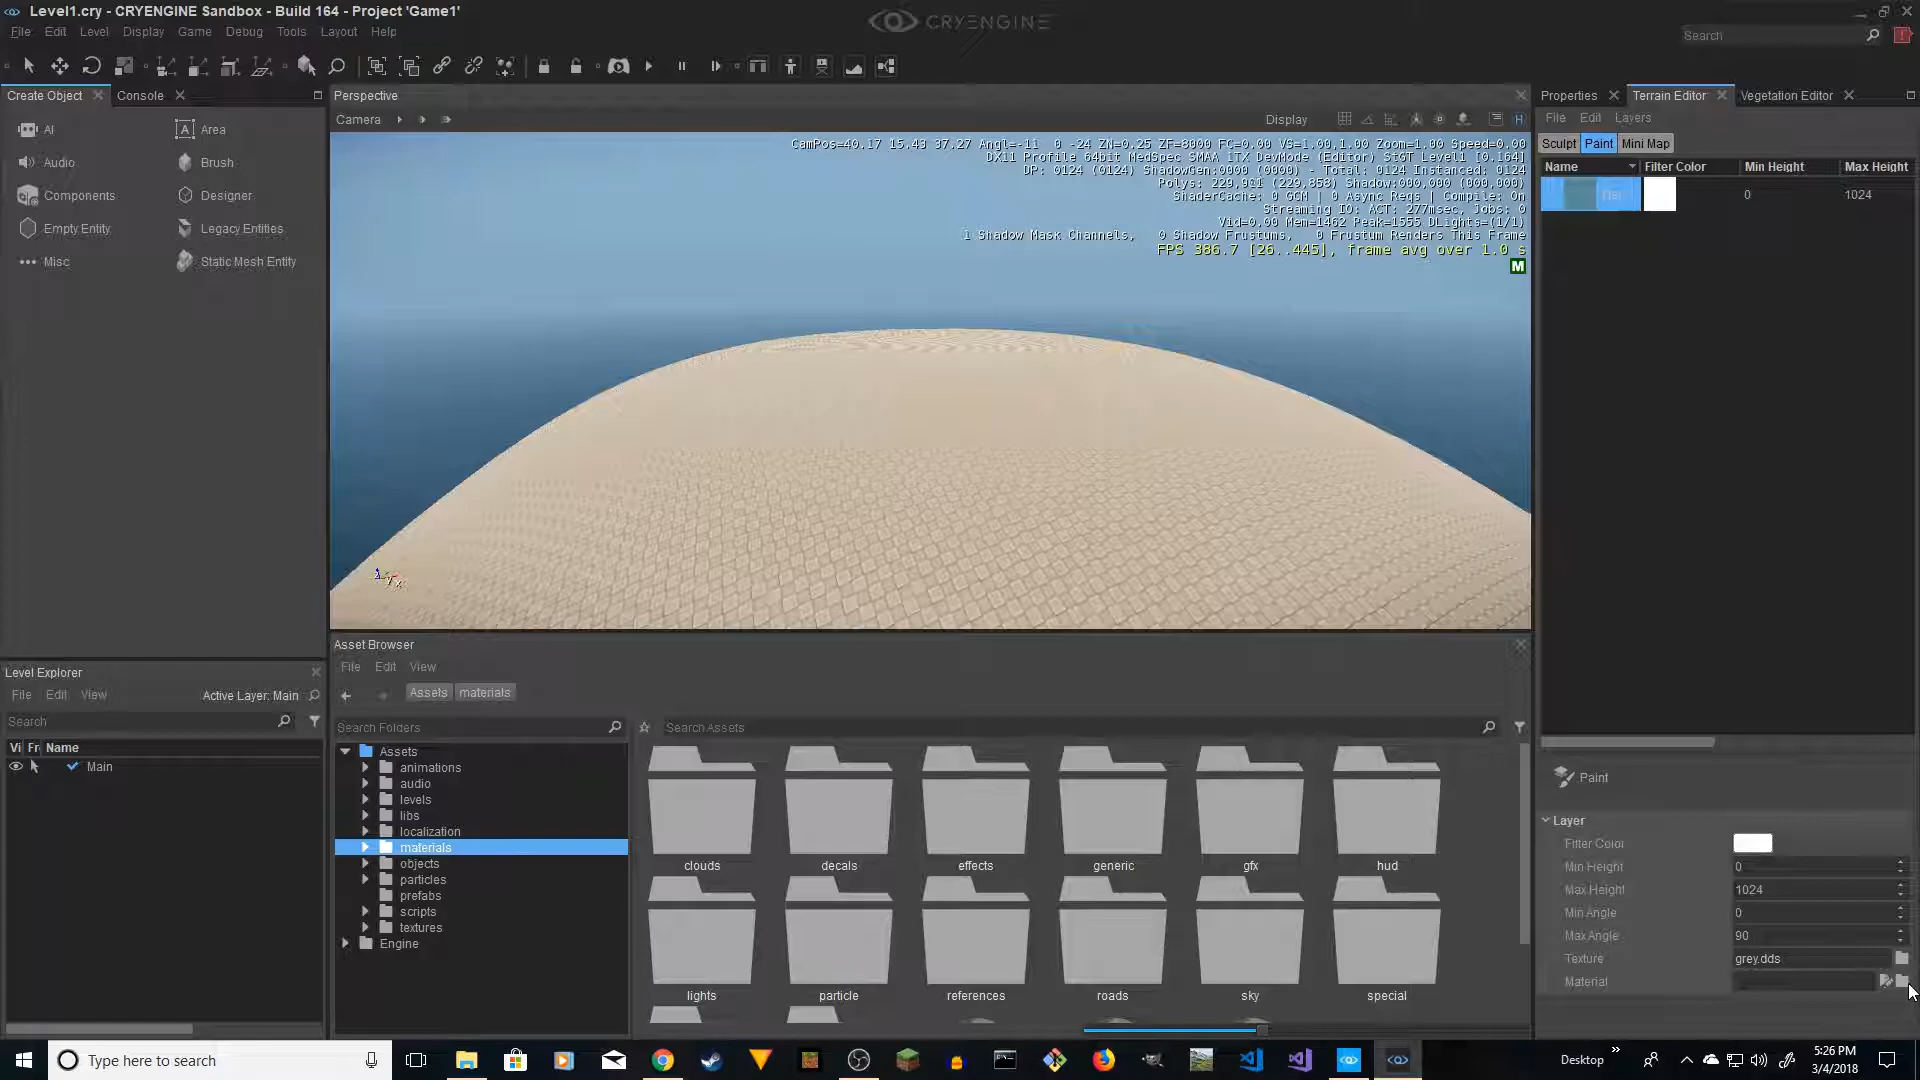 Level1.cry - CRYENGINE Sandbox - Build 164 - Project 'Game1'
CRYENGINE
File Edit Level Display Game Debug Tools Layout Help
Search
Create Object Console
Perspective
Properties Terrain Editor Vegetation Editor
Camera
Display
File Edit Layers
AI
Area
Audio
Brush
Components
Designer
Empty Entity
Legacy Entities
Misc
Static Mesh Entity
CamPos=40.17 15.43 37.27 Angl=-11 0 -24 ZN=0.25 ZF=8000 FC=0.00 VS=1.00,1.00 Zoom=1.00 Speed=0.00
DX11 Profile 64bit MedSpec SMAA 1TX DevMode (Editor) StGT Level1 [0.164]
DP: 0124 (0124) ShadowGen:0000 (0000) - Total: 0124 Instanced: 0124
Polys: 229,921 (229,858) Shadow:000,000 (000,000)
ShaderCache: 0 GCM | 0 Async Reqs | Compile: On
Streaming IO: ACT: 277msec, Jobs: 0
Vid=0.00 Mem=1462 Peak=1555 DLights=(1/1)
1 Shadow Mask Channels, 0 Shadow Frustums, 0 Frustum Renders This Frame
FPS 386.7 [26..445], frame avg over 1.0 s
M
Sculpt Paint Mini Map
Name Filter Color Min Height Max Height
0 1024
Level Explorer
File Edit View Active Layer: Main
Search
Vi Fr Name
Main
Asset Browser
File Edit View
Assets materials
Search Folders
Search Assets
Assets
animations
audio
levels
libs
localization
materials
objects
particles
prefabs
scripts
textures
Engine
clouds decals effects generic gfx hud
lights particle references roads sky special
Paint
Layer
Filter Color
Min Height 0
Max Height 1024
Min Angle 0
Max Angle 90
Texture grey.dds
Material
Type here to search
Desktop
5:26 PM
3/4/2018